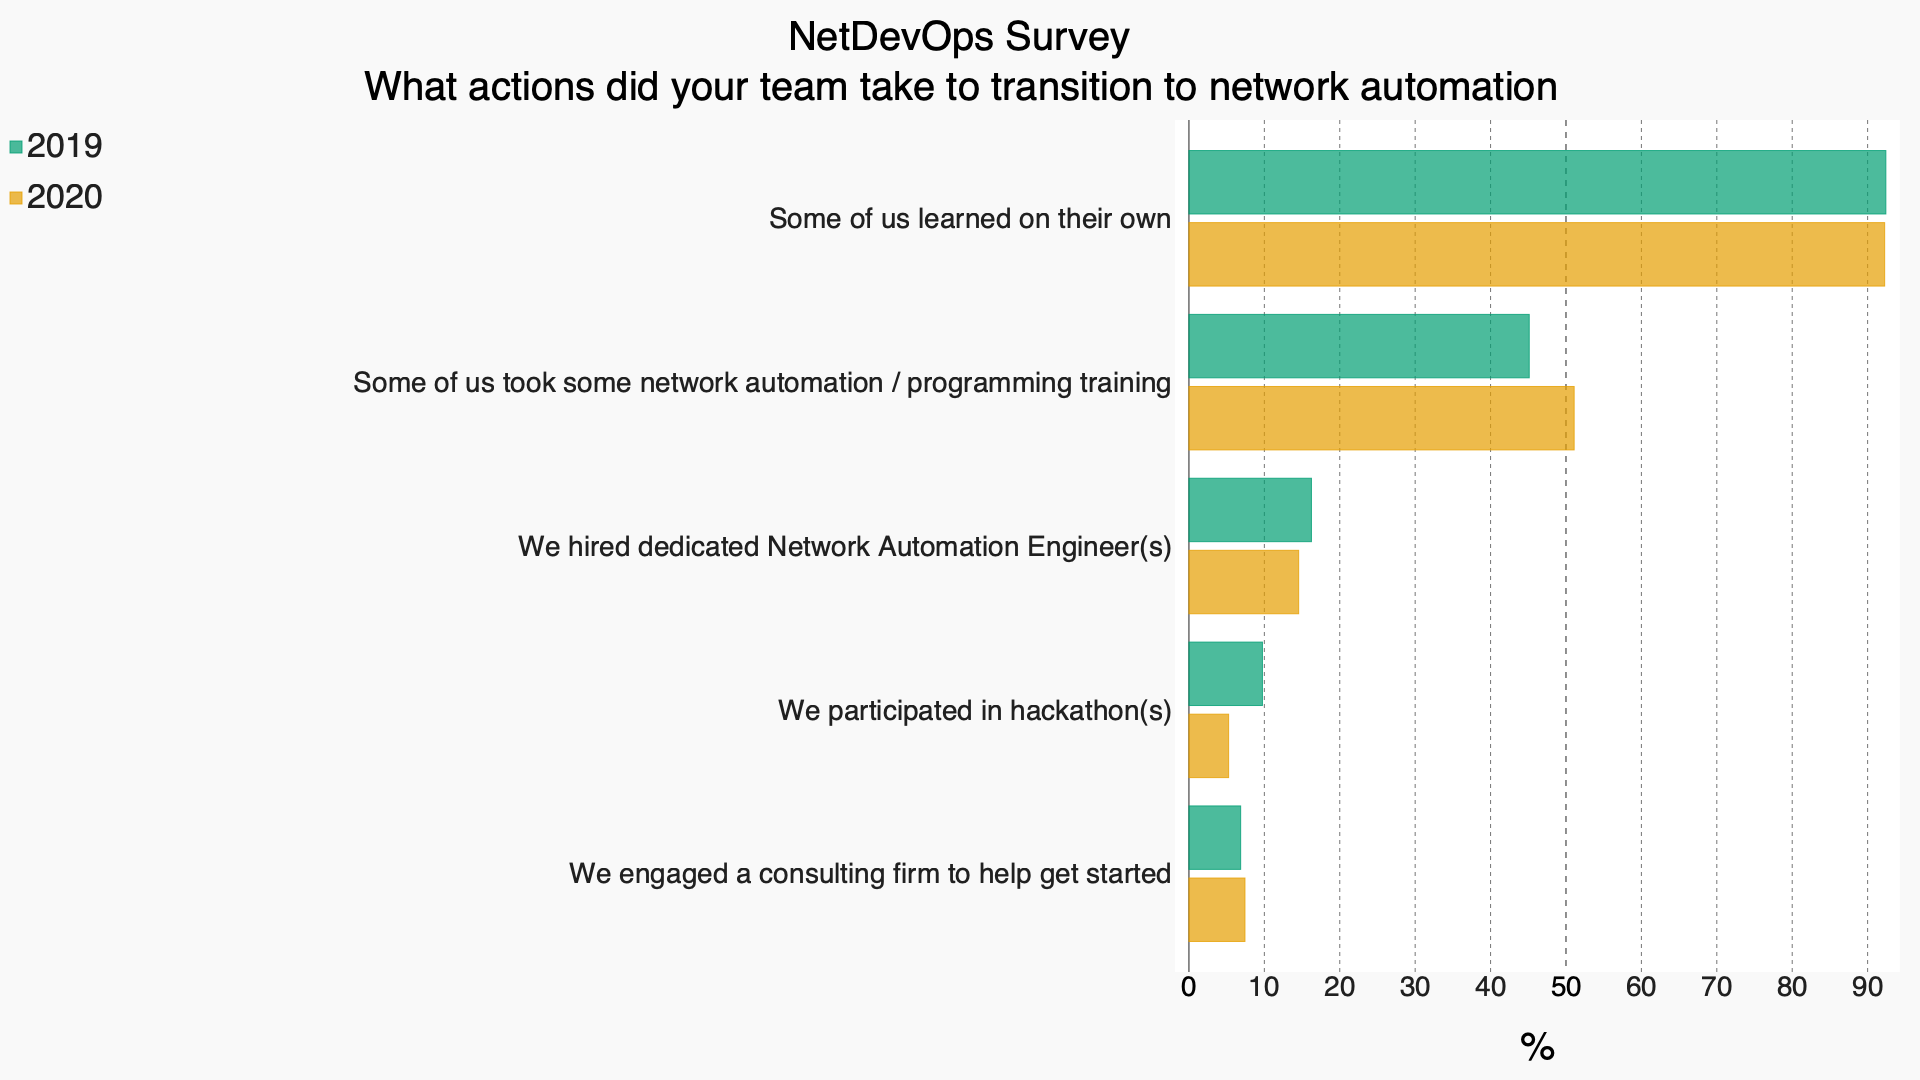 NetDevOps Survey
What actions did your team take to transition to network automation
2019
2020
Some of us learned on their own
Some of us took some network automation / programming training
We hired dedicated Network Automation Engineer(s)
We participated in hackathon(s)
We engaged a consulting firm to help get started
0 10 20 30 40 50 60 70 80 90
%